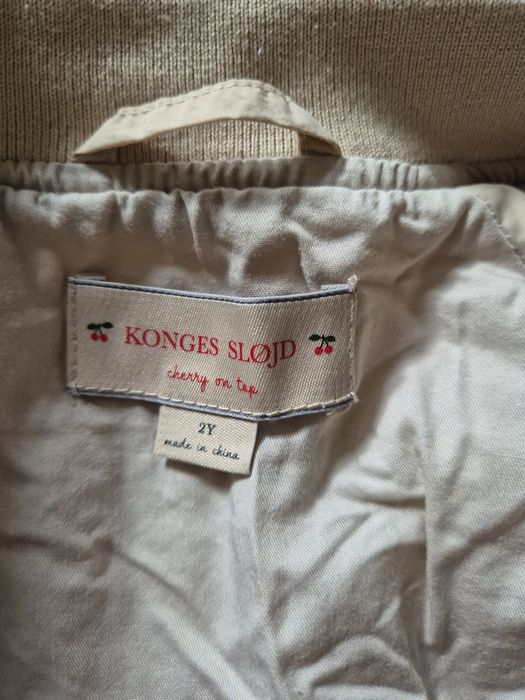 KONGES SLØJD
cherry on top
2Y
made in china